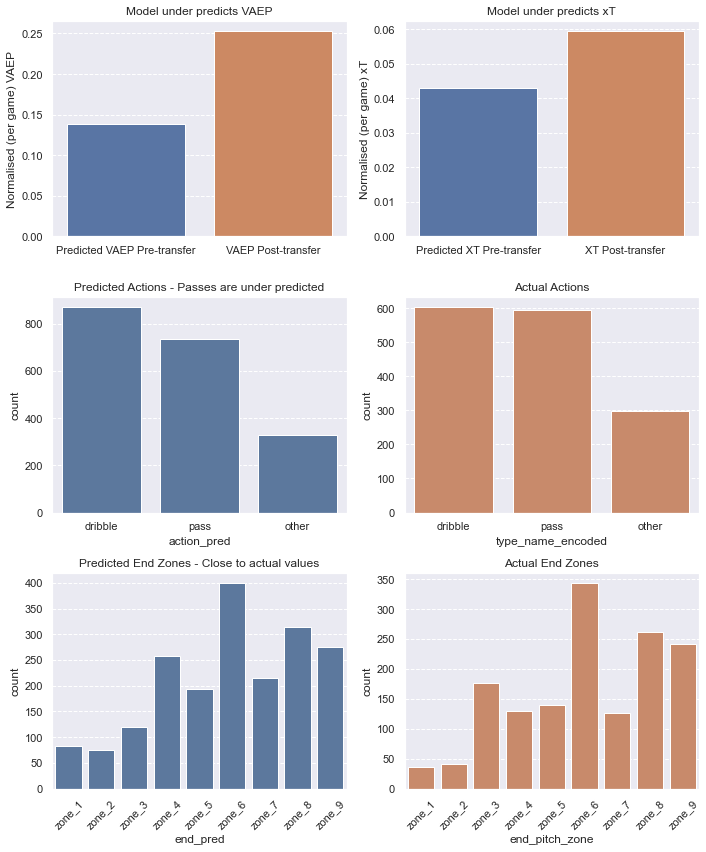 Model under predicts VAEP
Normalised (per game) VAEP
0.25
0.20
0.15
0.10
0.05
0.00
Predicted VAEP Pre-transfer
VAEP Post-transfer
Model under predicts xT
Normalised (per game) xT
0.06
0.05
0.04
0.03
0.02
0.01
0.00
Predicted XT Pre-transfer
XT Post-transfer
Predicted Actions - Passes are under predicted
count
800
600
400
200
0
dribble
pass
other
action_pred
Actual Actions
count
600
500
400
300
200
100
0
dribble
pass
other
type_name_encoded
Predicted End Zones - Close to actual values
count
400
350
300
250
200
150
100
50
0
zone_1
zone_2
zone_3
zone_4
zone_5
zone_6
zone_7
zone_8
zone_9
end_pred
Actual End Zones
count
350
300
250
200
150
100
50
0
zone_1
zone_2
zone_3
zone_4
zone_5
zone_6
zone_7
zone_8
zone_9
end_pitch_zone